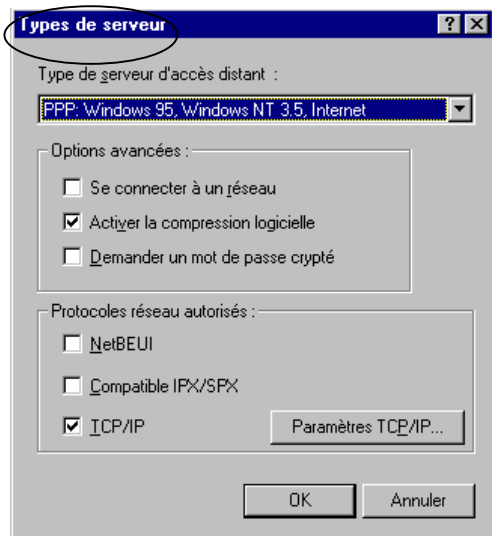 Types de serveur
Type de serveur d'accès distant :
PPP: Windows 95, Windows NT 3.5, Internet
Options avancées :
Se connecter à un réseau
Activer la compression logicielle
Demander un mot de passe crypté
Protocoles réseau autorisés :
NetBEUI
Compatible IPX/SPX
TCP/IP
Paramètres TCP/IP...
OK
Annuler